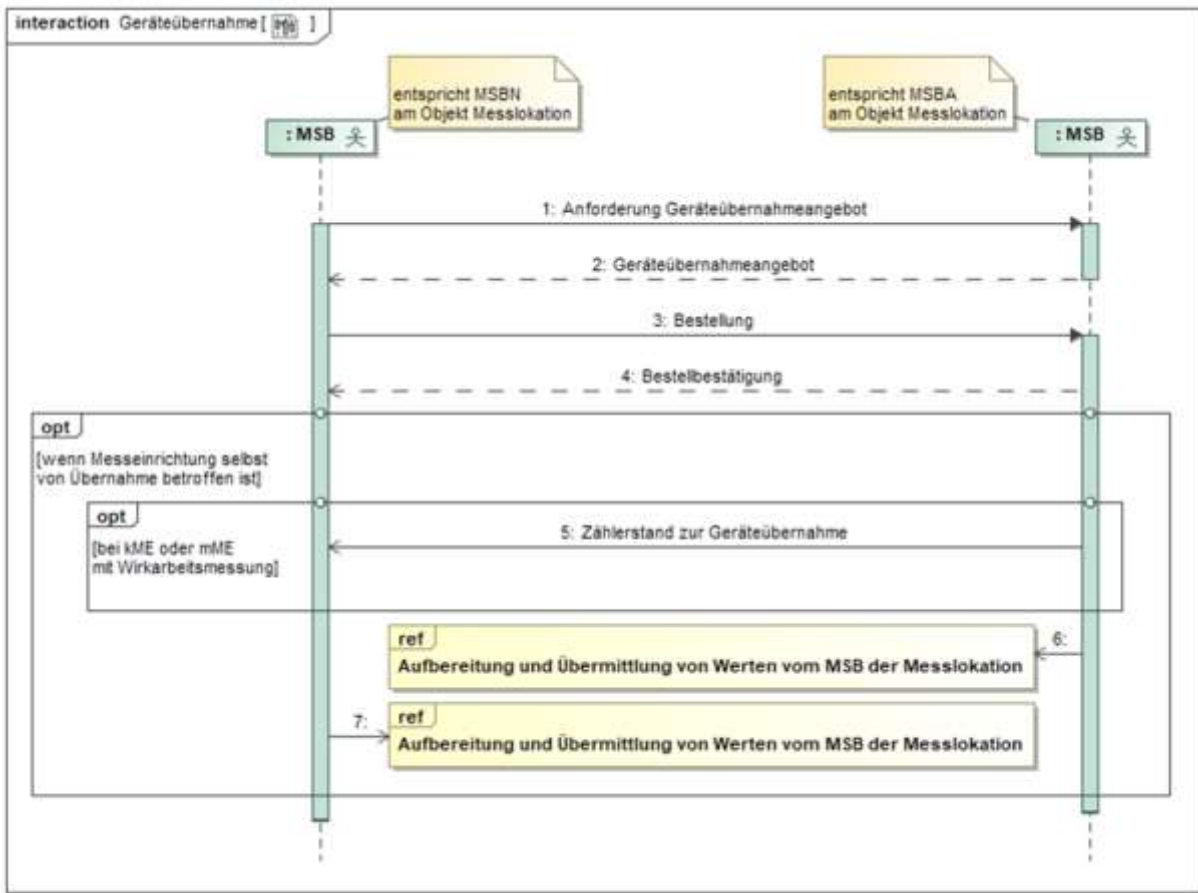 interaction Geräteübernahme [ ]
entspricht MSBN
am Objekt Messlokation
entspricht MSBA
am Objekt Messlokation
: MSB
: MSB
1: Anforderung Geräteübernahmeangebot
2: Geräteübernahmeangebot
3: Bestellung
4: Bestellbestätigung
opt
[wenn Messeinrichtung selbst
von Übernahme betroffen ist]
opt
[bei kME oder mME
mit Wirkarbeitsmessung]
5: Zählerstand zur Geräteübernahme
ref
6:
Aufbereitung und Übermittlung von Werten vom MSB der Messlokation
7:
ref
Aufbereitung und Übermittlung von Werten vom MSB der Messlokation